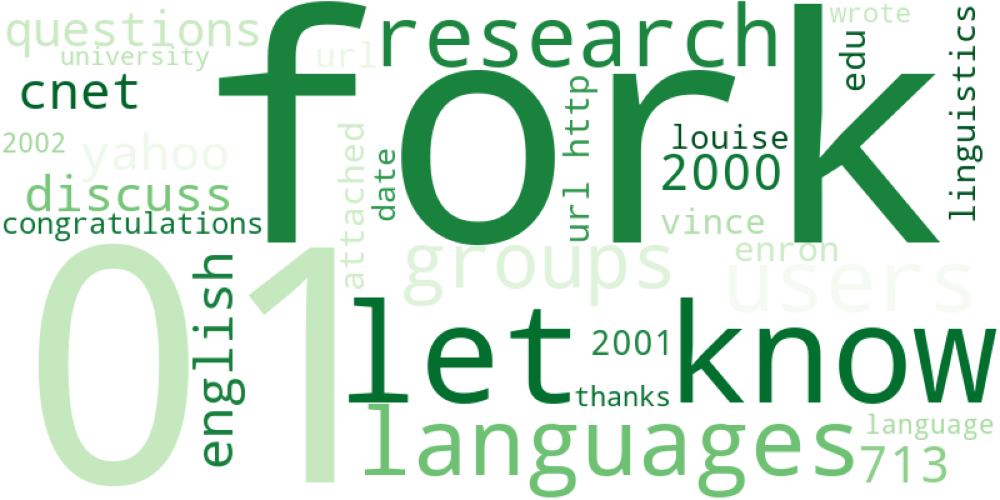 questions
university
url
research
wrote
edu
linguistics
cnet
fork
url http
louise
2000
2002
yahoo
attached
date
discuss
congratulations
vince
enron
groups
users
01
english
let know
2001
thanks
languages
language
713